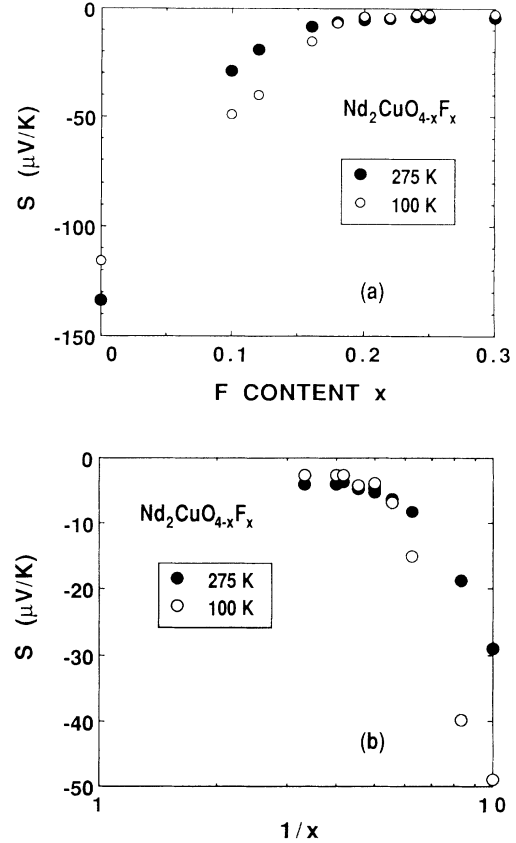 0
-50
-100
-150
S (μV/K)
Nd₂CuO₄₋ₓFₓ
275 K
100 K
(a)
0 0.1 0.2 0.3
F CONTENT x
0
-10
-20
-30
-40
-50
S (μV/K)
Nd₂CuO₄₋ₓFₓ
275 K
100 K
(b)
1 10
1/x